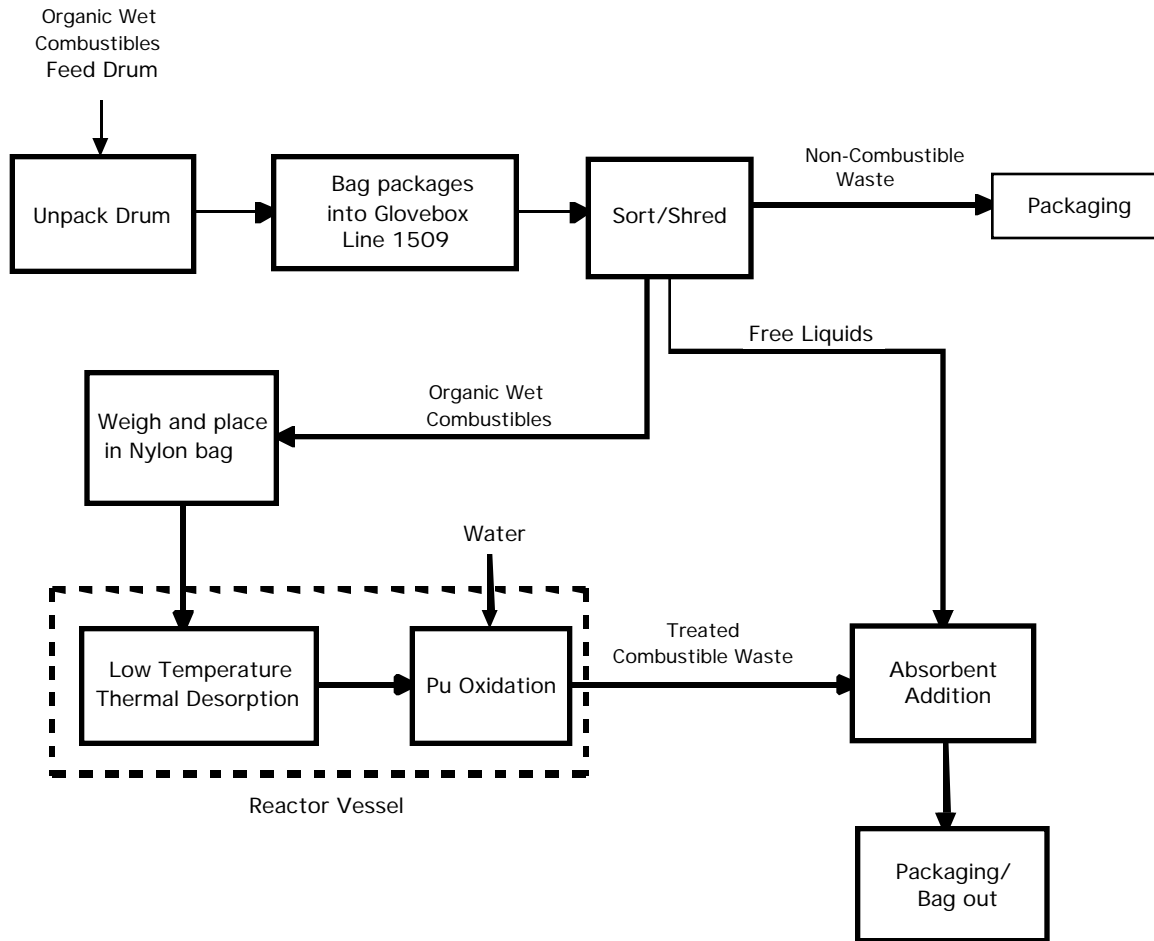 Organic Wet
Combustibles
Feed Drum
Unpack Drum
Bag packages
into Glovebox
Line 1509
Sort/Shred
Non-Combustible
Waste
Packaging
Free Liquids
Organic Wet
Combustibles
Weigh and place
in Nylon bag
Water
Low Temperature
Thermal Desorption
Pu Oxidation
Treated
Combustible Waste
Absorbent
Addition
Reactor Vessel
Packaging/
Bag out